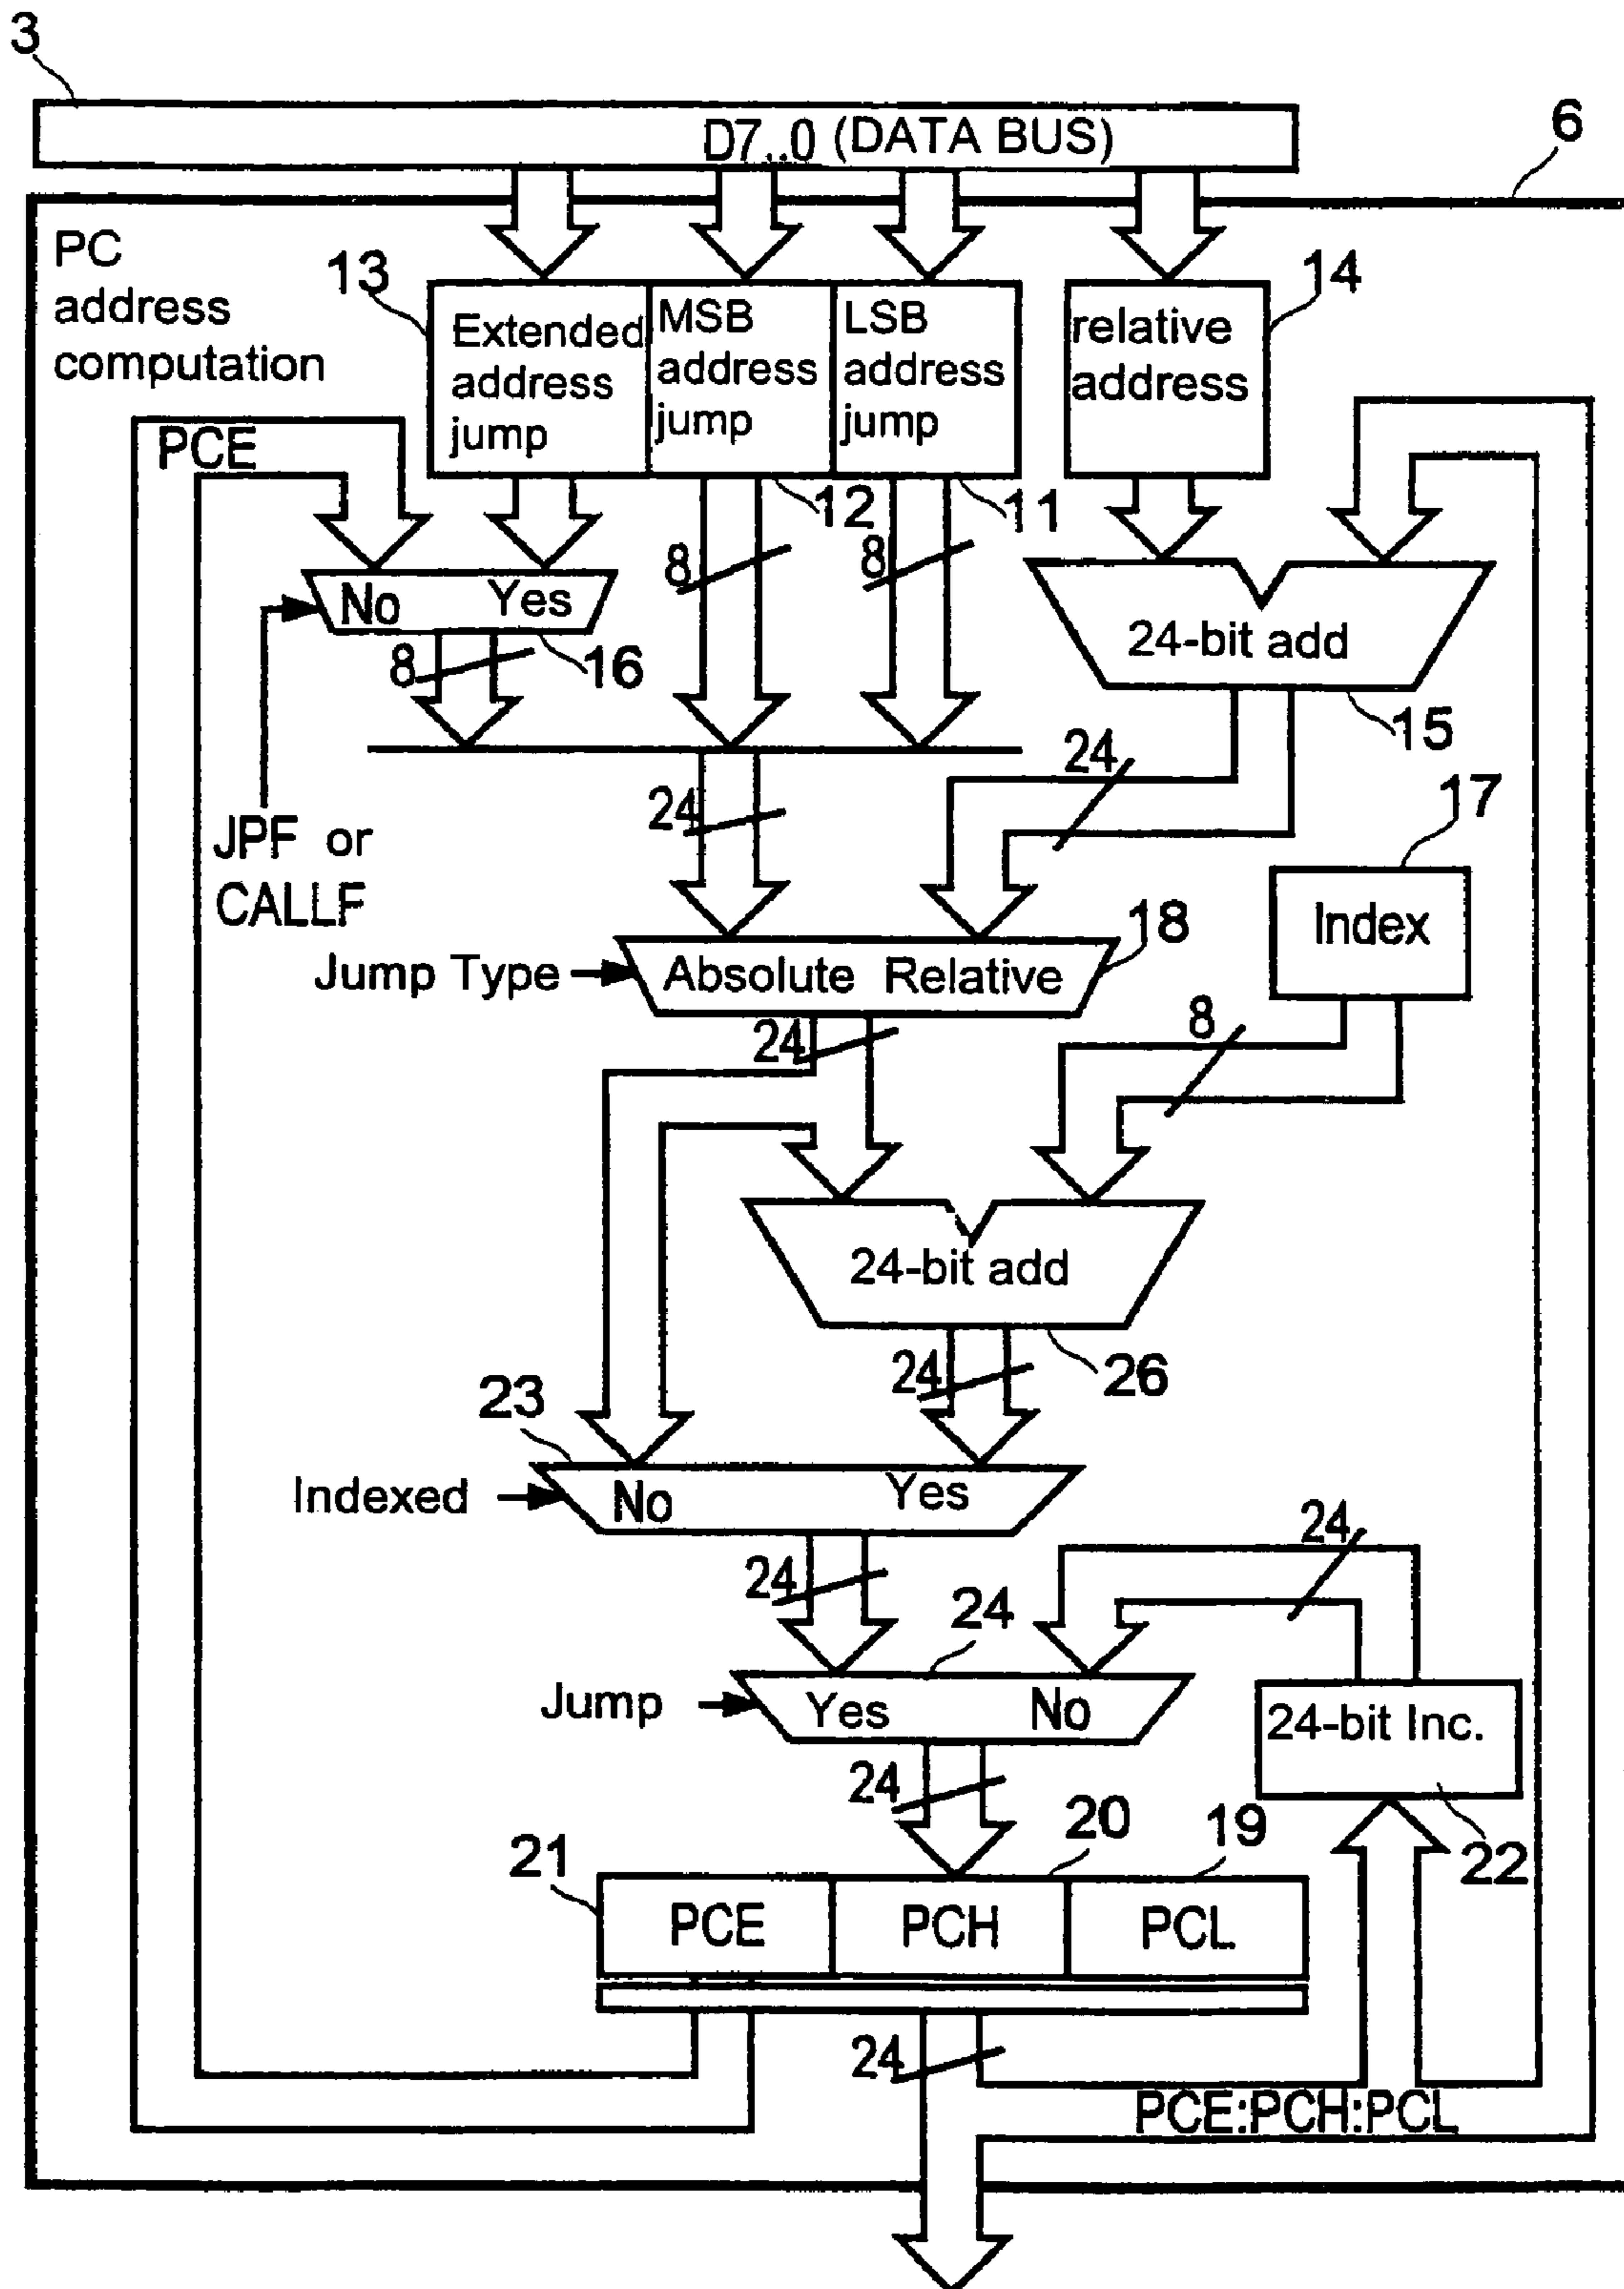 3
D7..0 (DATA BUS)
6
PC
address
computation
13
Extended
address
jump
MSB
address
jump
LSB
address
jump
relative
address
14
PCE
12
11
8
8
No Yes
24-bit add
8
16
15
24
24
JPF or
CALLF
17
Index
18
Jump Type
Absolute Relative
24
8
24-bit add
24
26
23
Indexed
No Yes
24
24
24
Jump
Yes No
24-bit Inc.
24
20
19
21
22
PCE
PCH
PCL
24
PCE:PCH:PCL